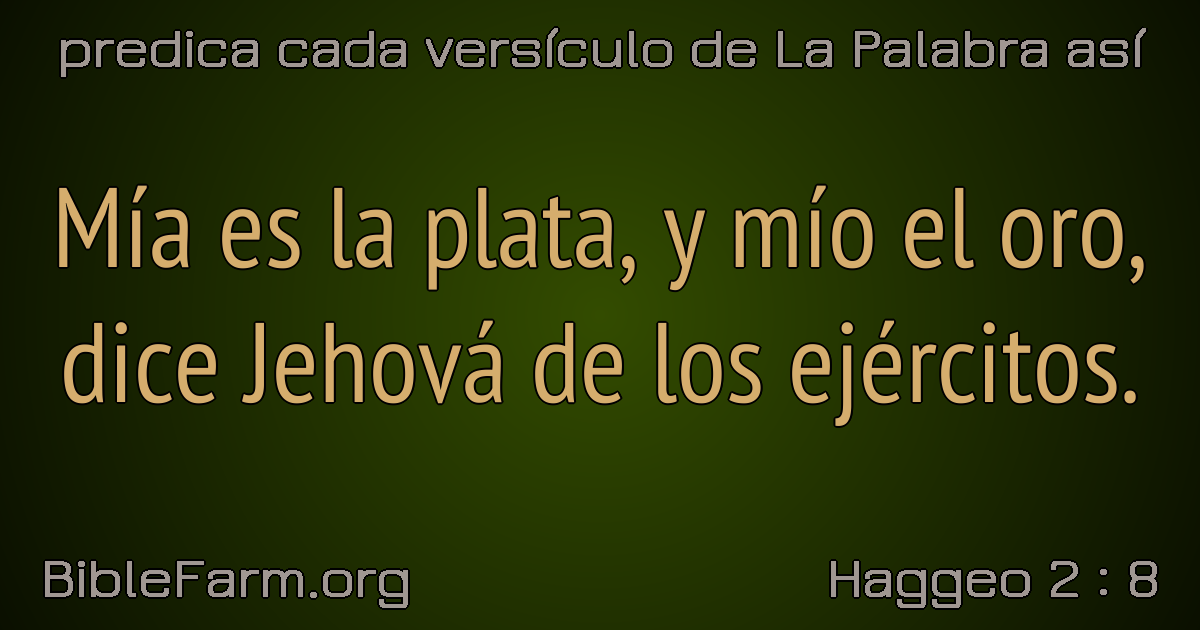 predica cada versículo de La Palabra así
Mía es la plata, y mío el oro,
dice Jehová de los ejércitos.
BibleFarm.org
Haggeo 2 : 8